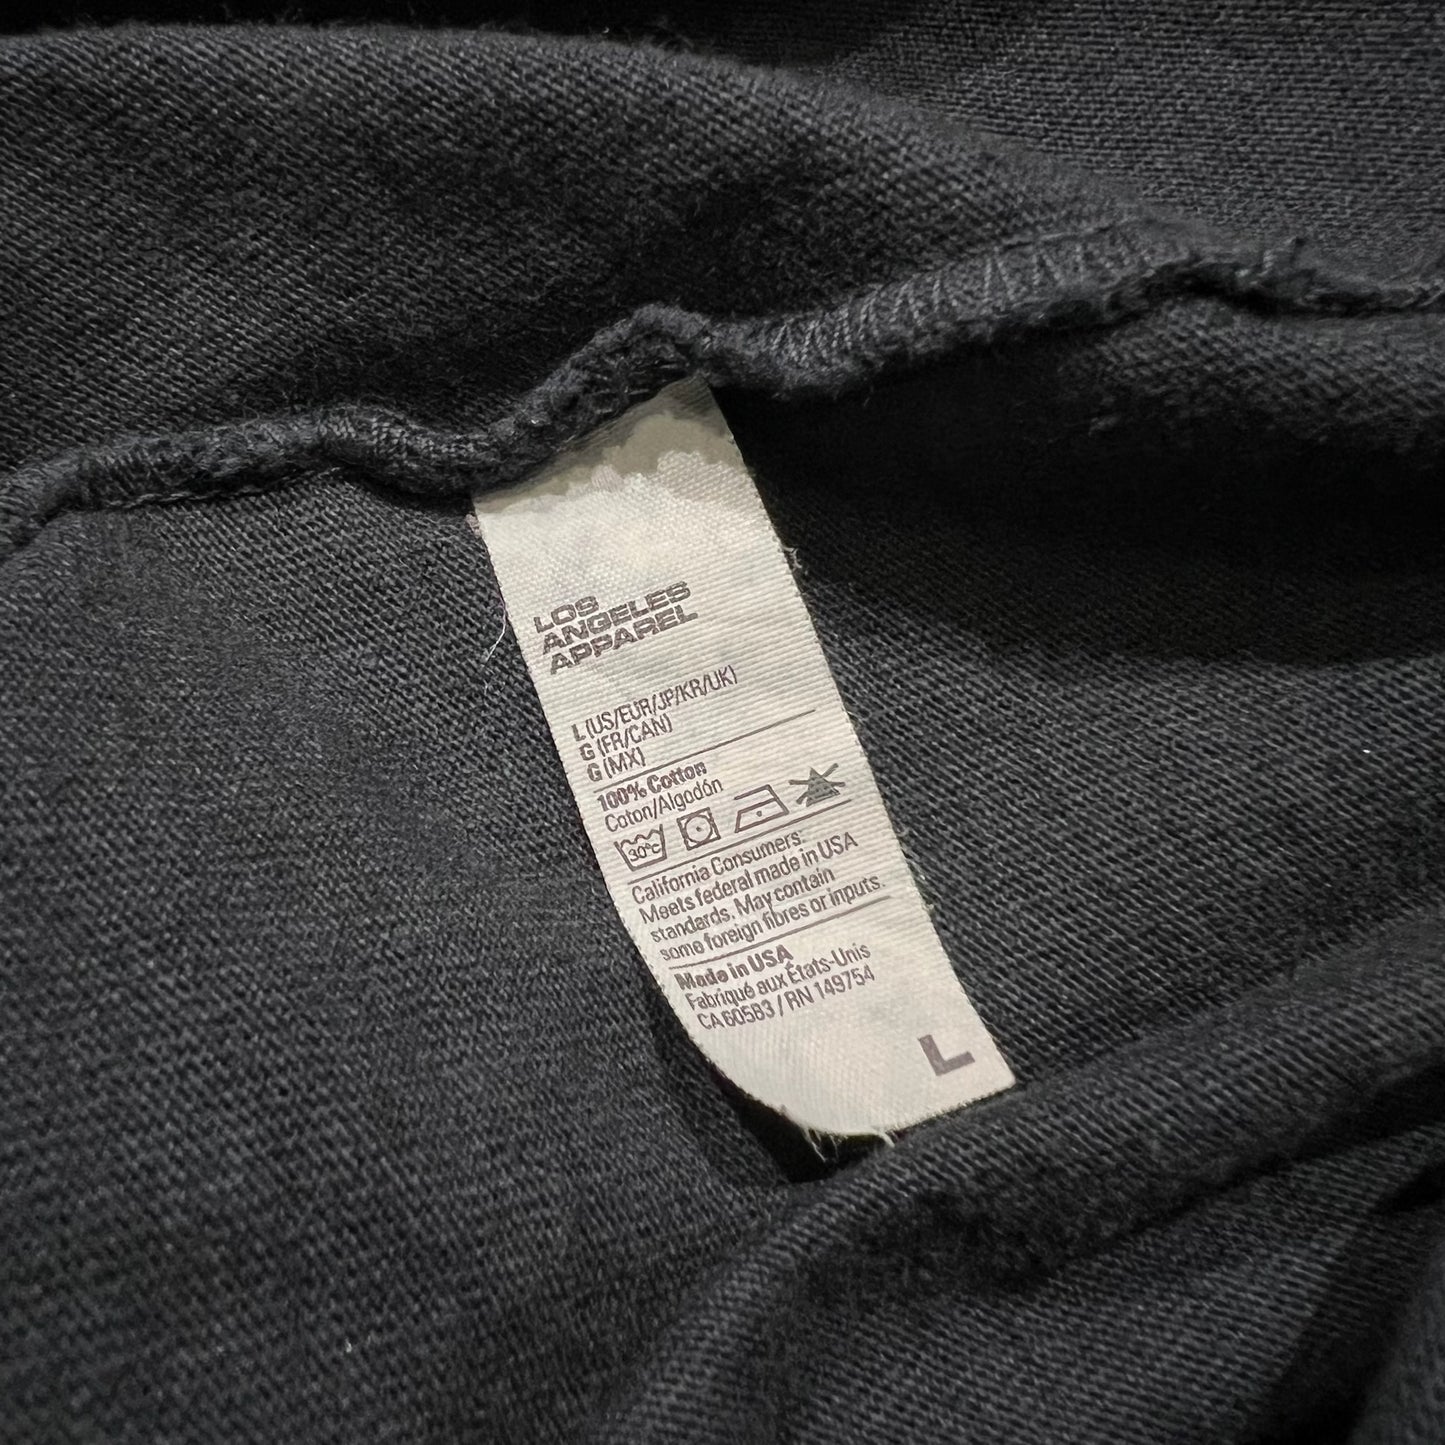 LOS
ANGELES
APPAREL
L (US/EUR/JP/KR/UK)
G (FR/CAN)
G (MX)
100% Cotton
Coton/Algodón
30°c
California Consumers:
Meets federal made in USA
standards. May contain
some foreign fibres or inputs.
Made in USA
Fabriqué aux États-Unis
CA 60583 / RN 149754
L